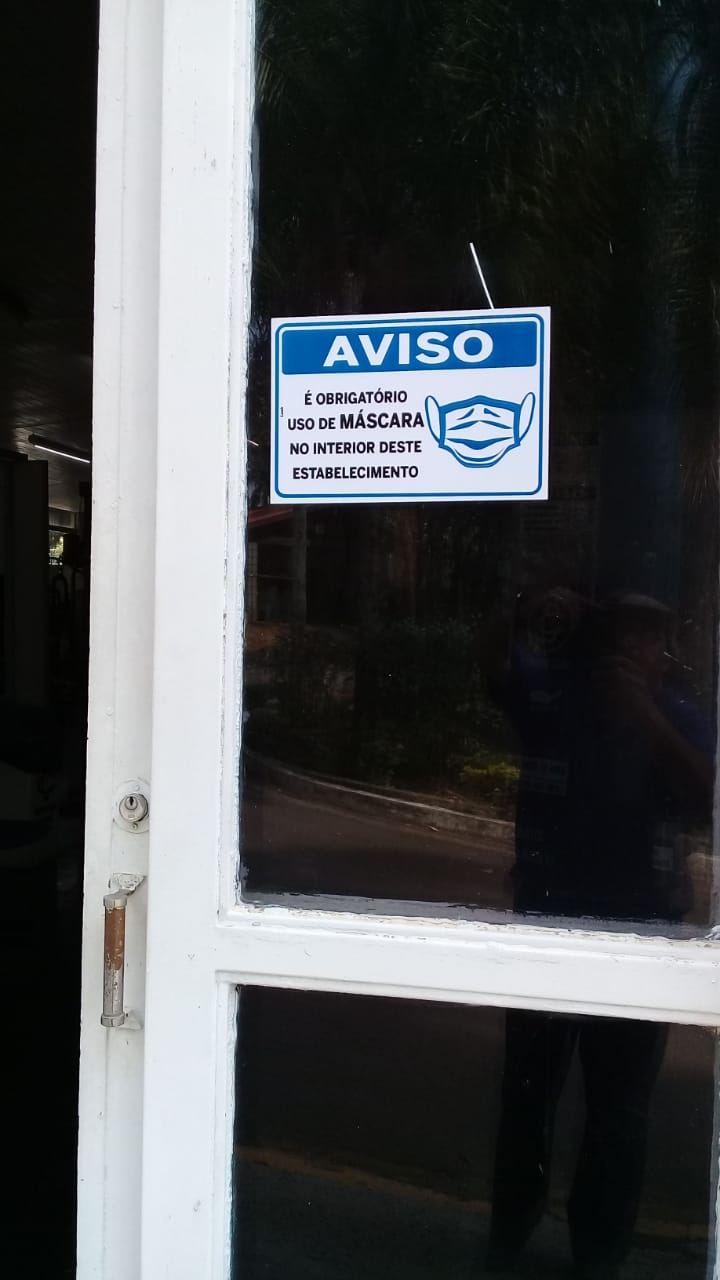 AVISO
É OBRIGATÓRIO
USO DE MÁSCARA
NO INTERIOR DESTE
ESTABELECIMENTO